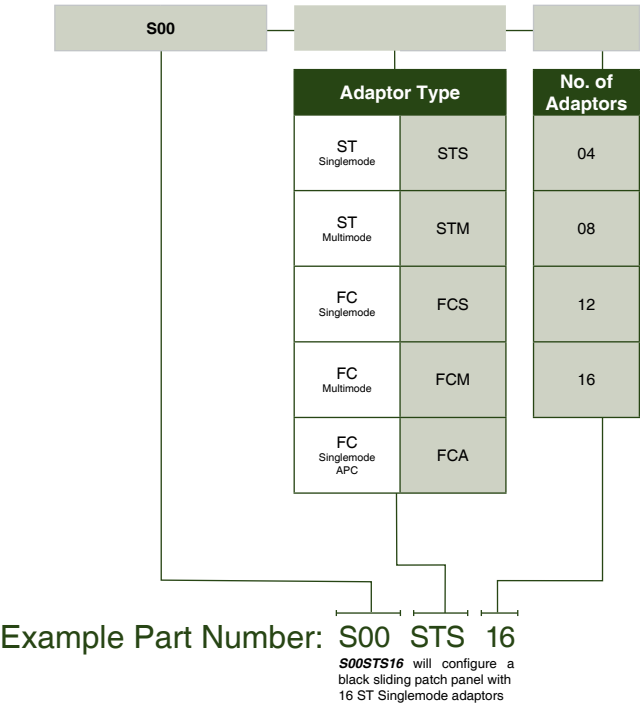 S00
Adaptor Type
No. of
Adaptors
ST
Singlemode
STS
04
ST
Multimode
STM
08
FC
Singlemode
FCS
12
FC
Multimode
FCM
16
FC
Singlemode
APC
FCA
Example Part Number: S00 STS 16
S00STS16 will configure a
black sliding patch panel with
16 ST Singlemode adaptors